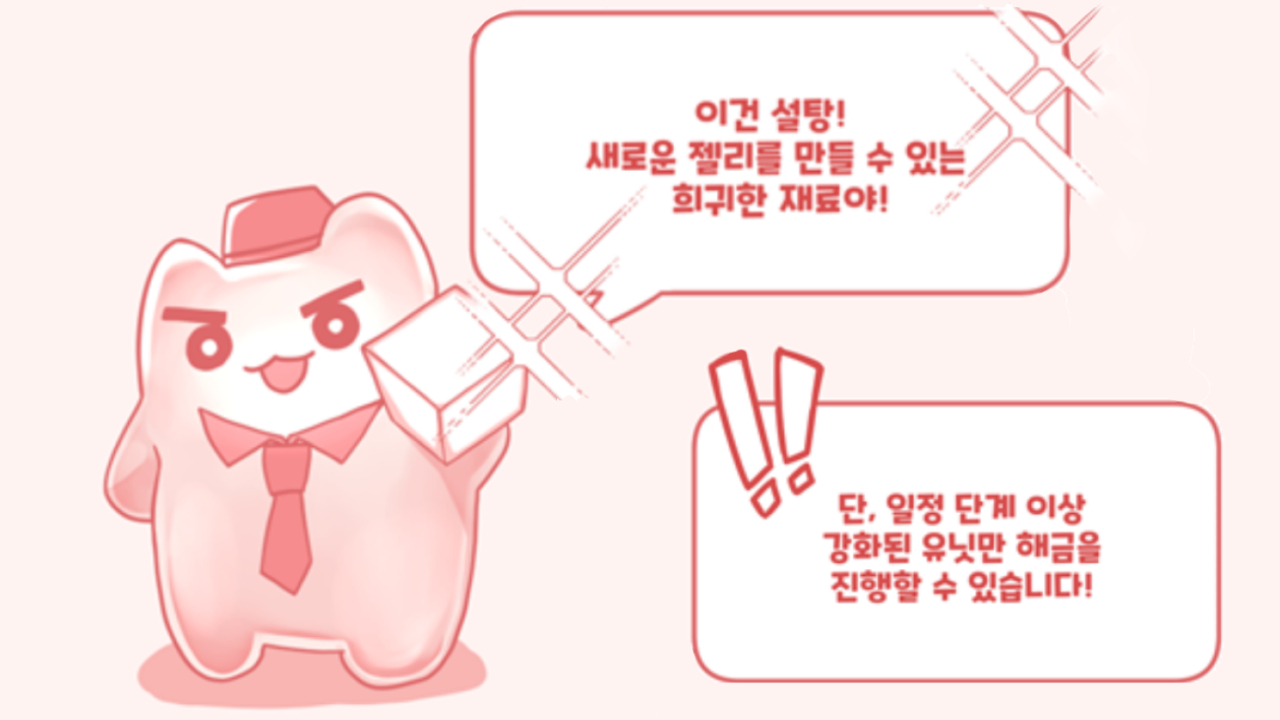 이건 설탕!
새로운 젤리를 만들 수 있는
희귀한 재료야!
단, 일정 단계 이상
강화된 유닛만 해금을
진행할 수 있습니다!